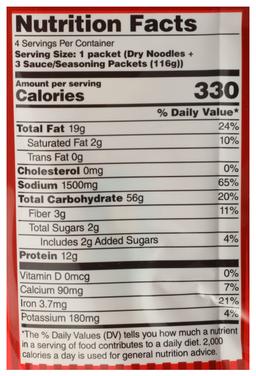 Nutrition Facts
4 Servings Per Container
Serving Size: 1 packet (Dry Noodles +
3 Sauce/Seasoning Packets (116g))
Amount per serving
Calories 330
% Daily Value*
Total Fat 19g 24%
Saturated Fat 2g 10%
Trans Fat 0g
Cholesterol 0mg 0%
Sodium 1500mg 65%
Total Carbohydrate 56g 20%
Fiber 3g 11%
Total Sugars 2g
Includes 2g Added Sugars 4%
Protein 12g
Vitamin D 0mcg 0%
Calcium 90mg 7%
Iron 3.7mg 21%
Potassium 180mg 4%
*The % Daily Values (DV) tells you how much a nutrient
in a serving of food contributes to a daily diet. 2,000
calories a day is used for general nutrition advice.